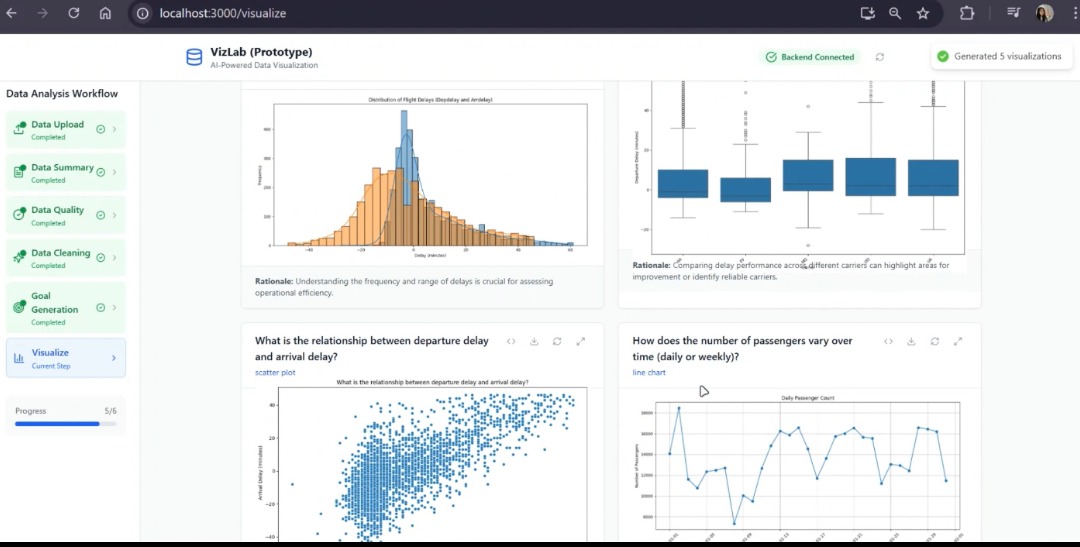 localhost:3000/visualize
VizLab (Prototype)
AI-Powered Data Visualization
Backend Connected
Generated 5 visualizations
Data Analysis Workflow
Data Upload
Completed
Data Summary
Completed
Data Quality
Completed
Data Cleaning
Completed
Goal
Generation
Completed
Visualize
Current Step
Progress
5/6
Distribution of Flight Delays (Depdelay and Arrdelay)
Frequency
Delay (minutes)
Rationale: Understanding the frequency and range of delays is crucial for assessing
operational efficiency.
Departure Delay (minutes)
Rationale: Comparing delay performance across different carriers can highlight areas for
improvement or identify reliable carriers.
What is the relationship between departure delay
and arrival delay?
scatter plot
What is the relationship between departure delay and arrival delay?
Arrival Delay (minutes)
40
20
0
-20
-40
How does the number of passengers vary over
time (daily or weekly)?
line chart
Daily Passenger Count
Number of Passengers